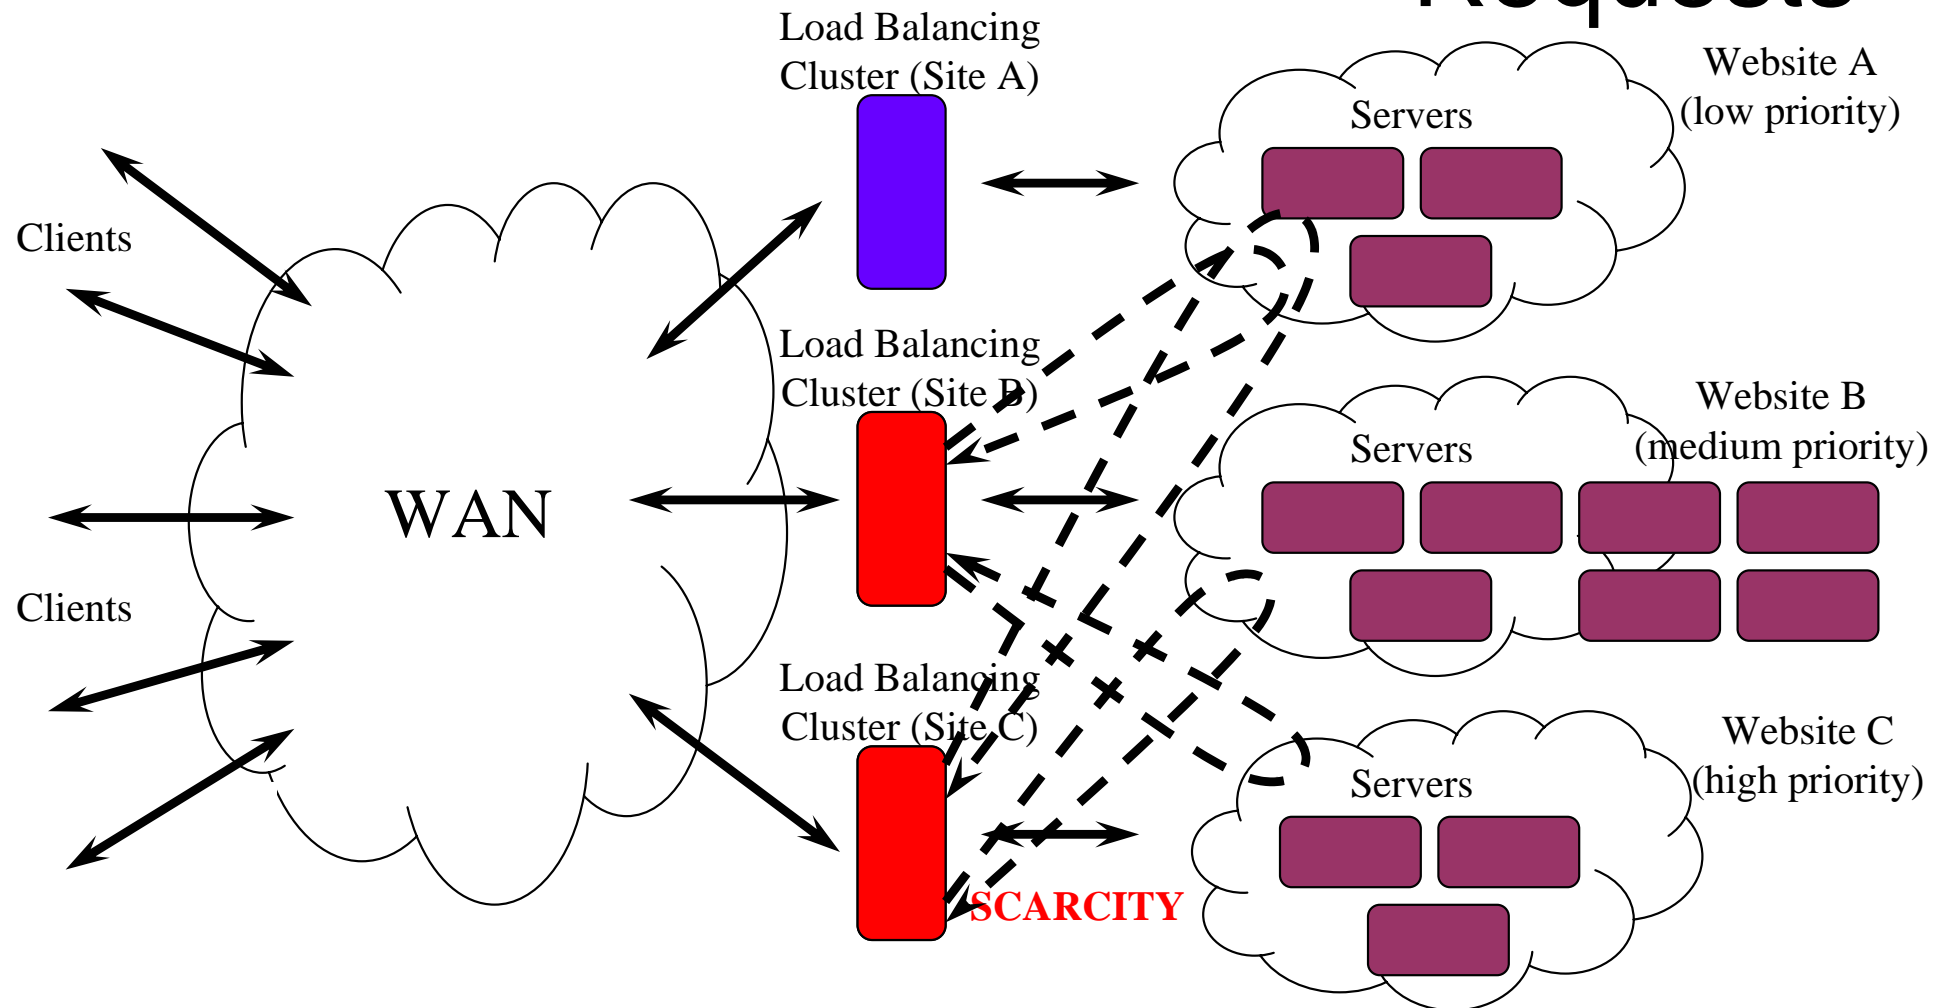 Requests
Load Balancing
Cluster (Site A)
Website A
(low priority)
Servers
Clients
Load Balancing
Cluster (Site B)
Website B
(medium priority)
Servers
WAN
Clients
Load Balancing
Cluster (Site C)
Website C
(high priority)
Servers
SCARCITY